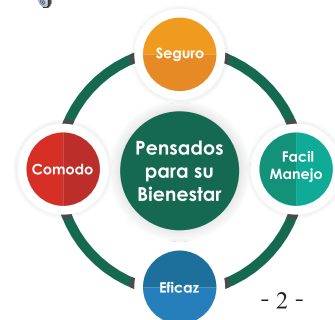 Seguro
Pensados
para su
Bienestar
Comodo
Facil
Manejo
Eficaz
- 2 -